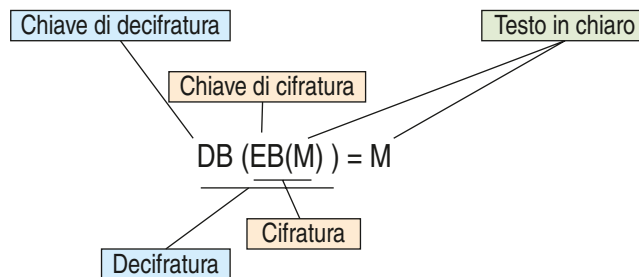 Chiave di decifratura
Testo in chiaro
Chiave di cifratura
DB (EB(M) ) = M
Cifratura
Decifratura